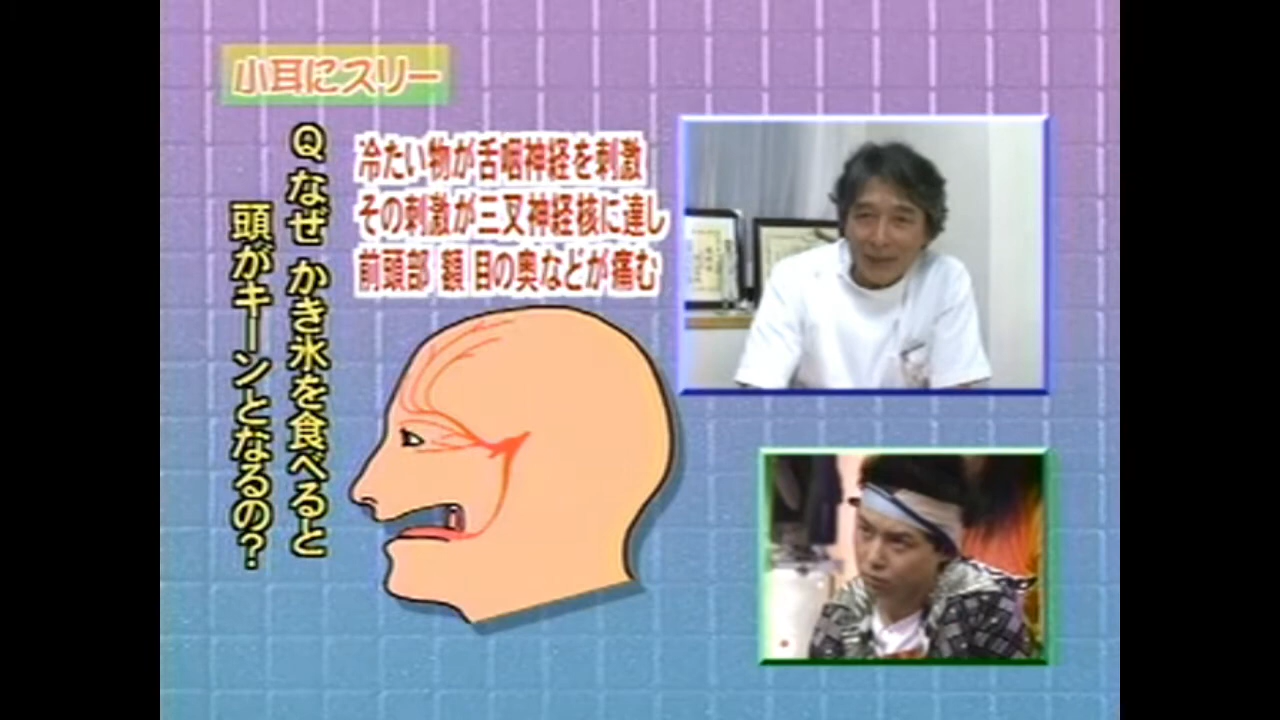 小耳にスリー
Q なぜ かき氷を食べると
頭がキーンとなるの?
冷たい物が舌咽神経を刺激
その刺激が三叉神経核に達し
前頭部 額 目の奥などが痛む